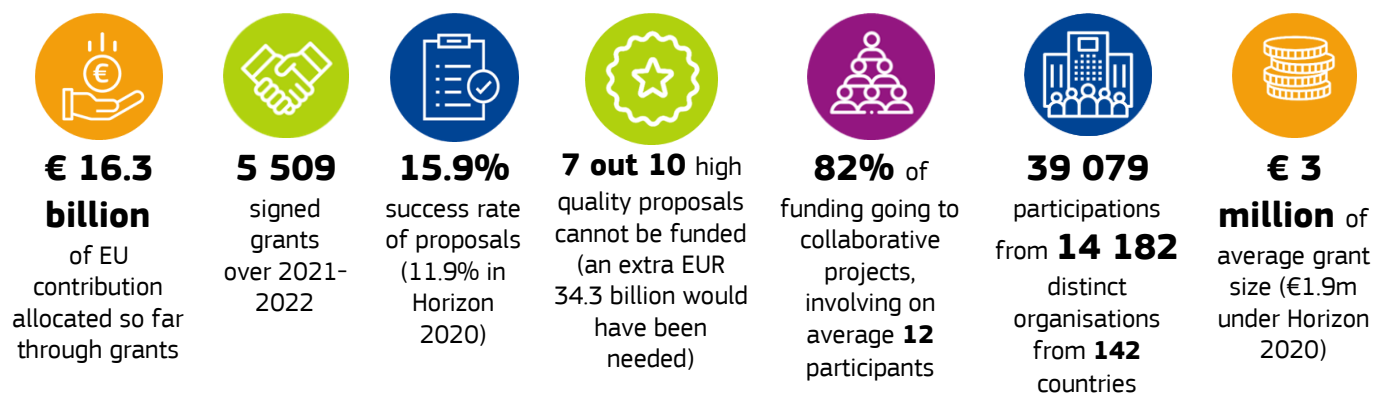 € 16.3
billion
of EU
contribution
allocated so far
through grants
5 509
signed
grants
over 2021-
2022
15.9%
success rate
of proposals
(11.9% in
Horizon
2020)
7 out 10 high
quality proposals
cannot be funded
(an extra EUR
34.3 billion would
have been
needed)
82% of
funding going to
collaborative
projects,
involving on
average 12
participants
39 079
participations
from 14 182
distinct
organisations
from 142
countries
€ 3
million of
average grant
size (€1.9m
under Horizon
2020)